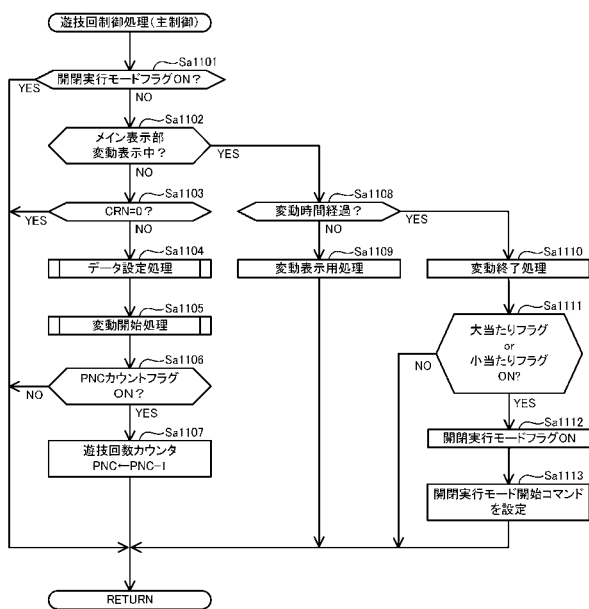 遊技回制御処理(主制御)
Sa1101
開閉実行モードフラグON?
YES
NO
Sa1102
メイン表示部
変動表示中?
YES
NO
Sa1103
CRN=0?
YES
NO
Sa1104
データ設定処理
Sa1105
変動開始処理
Sa1106
PNCカウントフラグ
ON?
NO
YES
Sa1107
遊技回数カウンタ
PNC←PNC-1
Sa1108
変動時間経過?
YES
NO
Sa1109
変動表示用処理
Sa1110
変動終了処理
Sa1111
大当たりフラグ
or
小当たりフラグ
ON?
NO
YES
Sa1112
開閉実行モードフラグON
Sa1113
開閉実行モード開始コマンド
を設定
RETURN